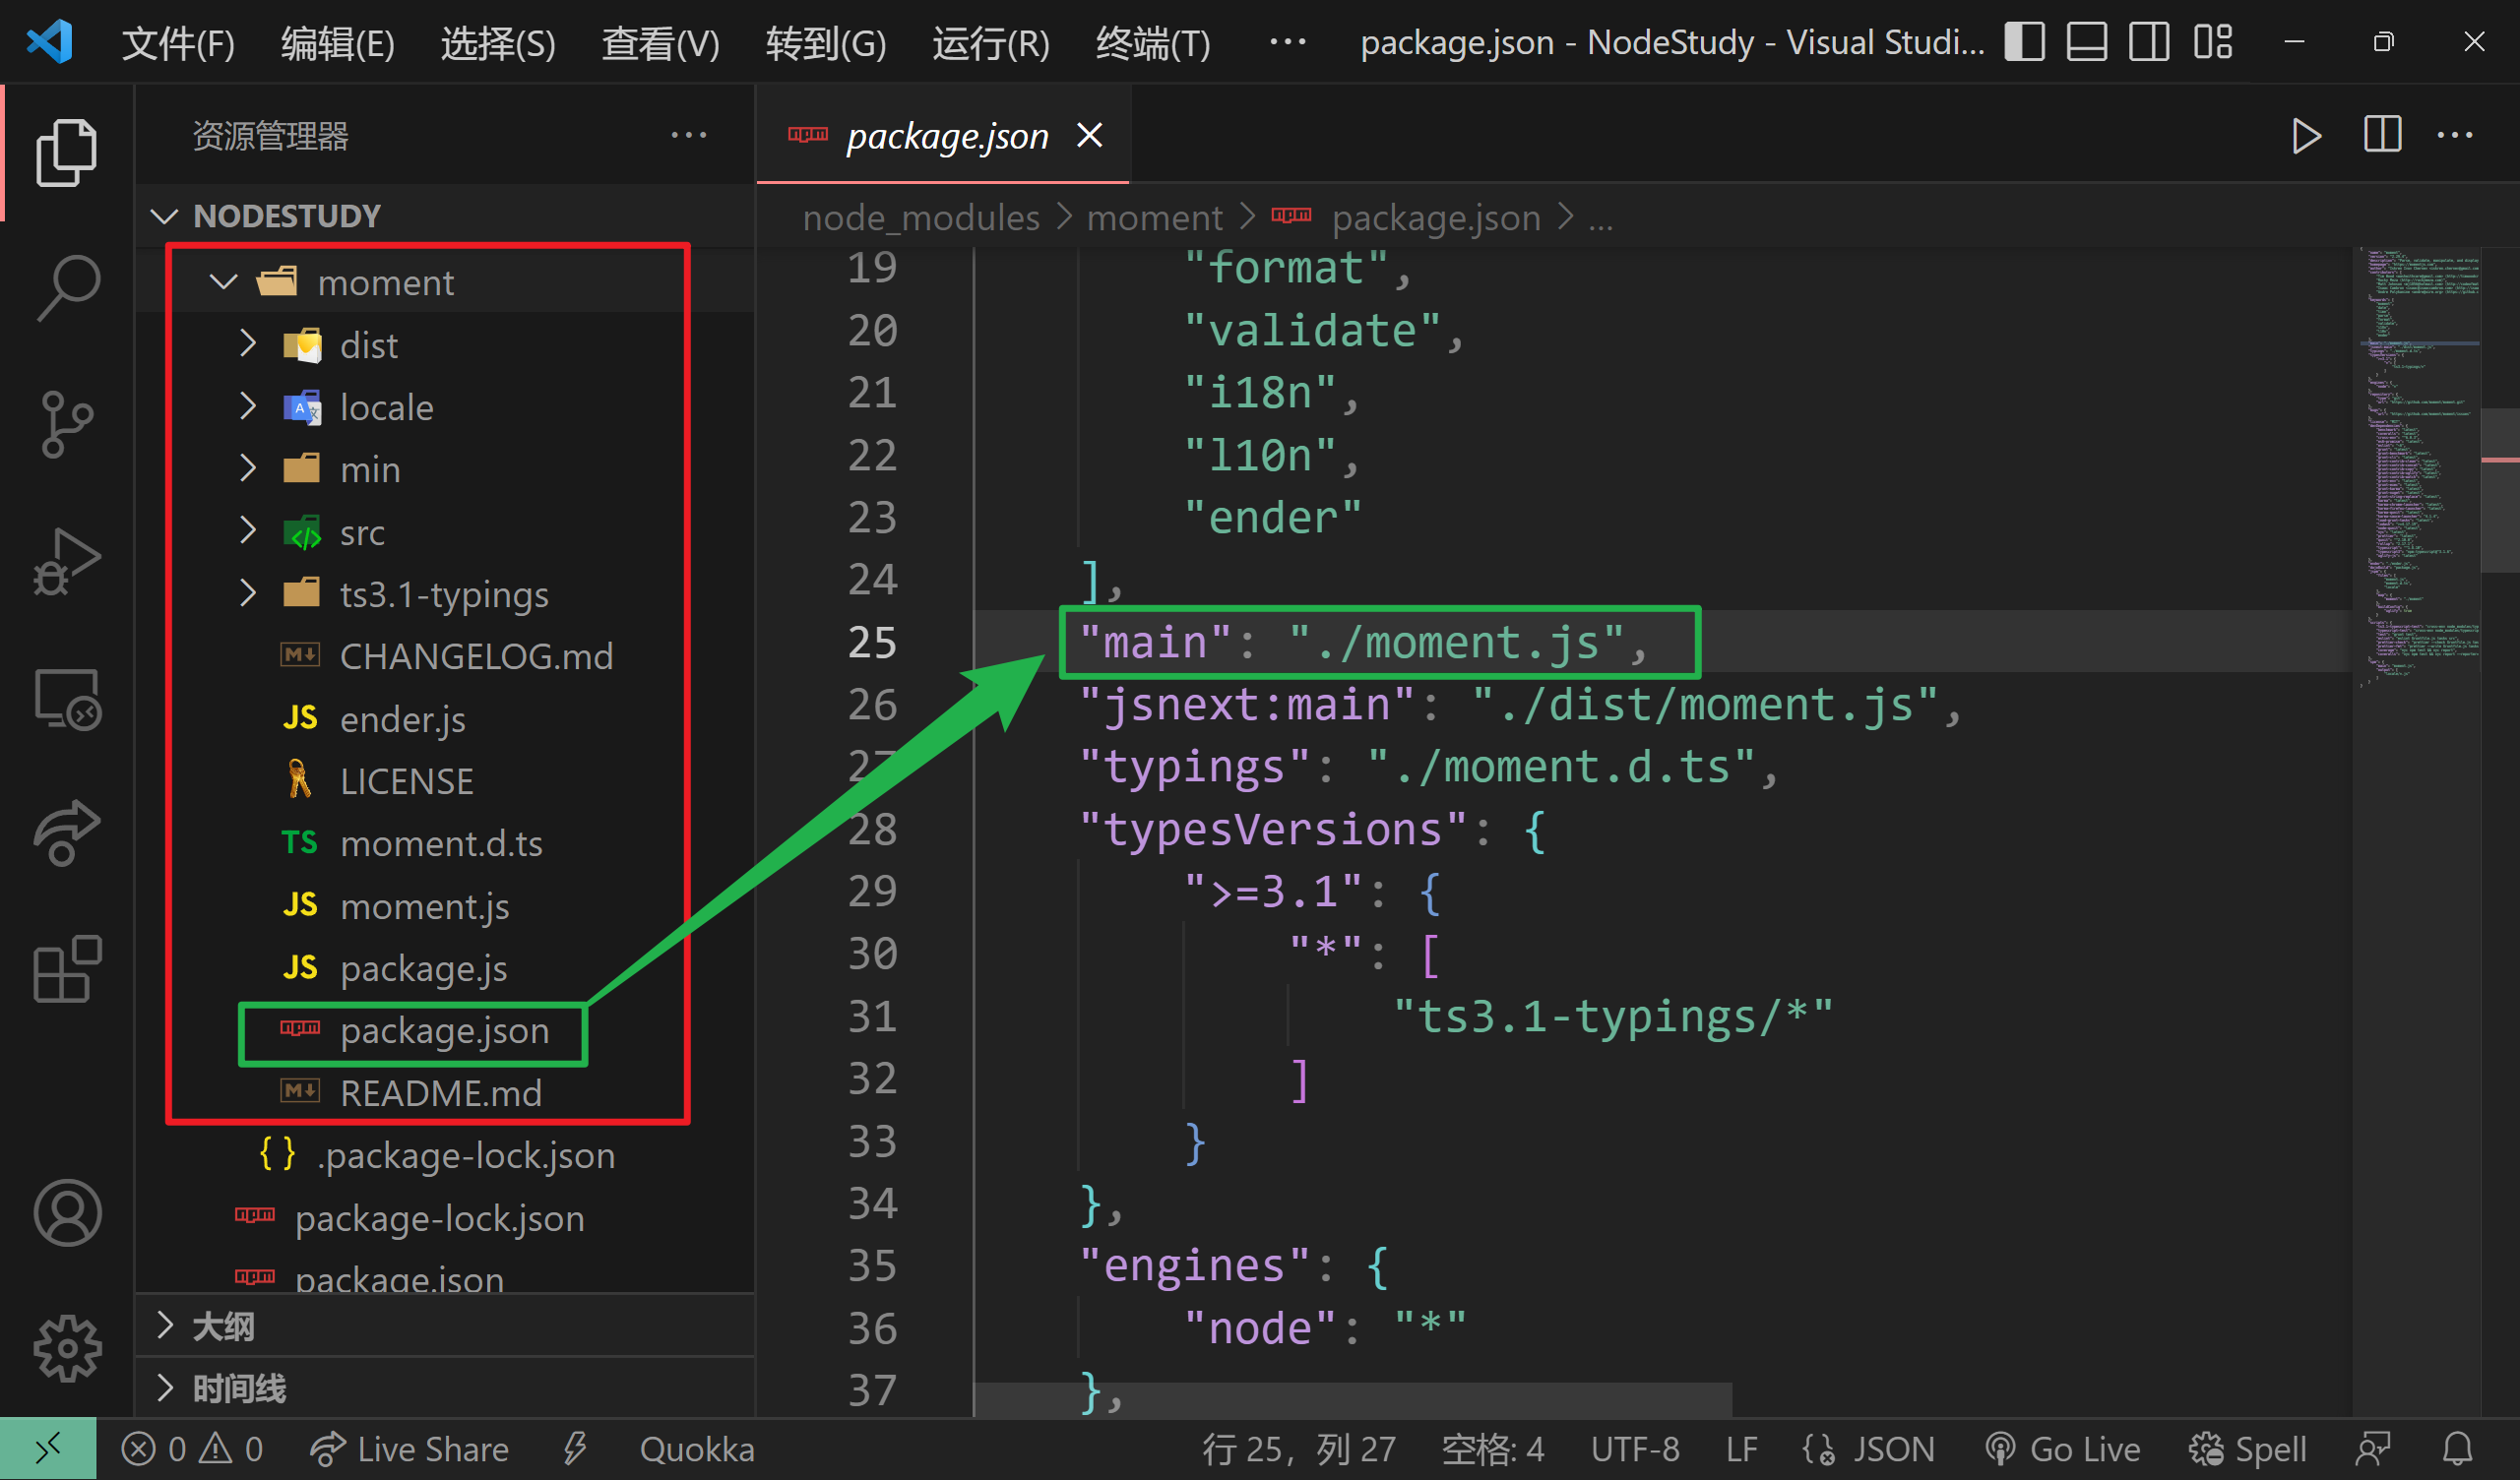 文件(F) 编辑(E) 选择(S) 查看(V) 转到(G) 运行(R) 终端(T) ··· package.json - NodeStudy - Visual Studi...
资源管理器 ···
NODESTUDY
moment
dist
locale
min
src
ts3.1-typings
CHANGELOG.md
JS ender.js
LICENSE
TS moment.d.ts
JS moment.js
JS package.js
package.json
README.md
{ } .package-lock.json
package-lock.json
package.json
大纲
时间线
package.json
node_modules > moment > package.json > ...
19 "format",
20 "validate",
21 "i18n",
22 "l10n",
23 "ender"
24 ],
25 "main": "./moment.js",
26 "jsnext:main": "./dist/moment.js",
27 "typings": "./moment.d.ts",
28 "typesVersions": {
29 ">=3.1": {
30 "*": [
31 "ts3.1-typings/*"
32 ]
33 }
34 },
35 "engines": {
36 "node": "*"
37 },
0 0 Live Share Quokka 行 25，列 27 空格: 4 UTF-8 LF JSON Go Live Spell